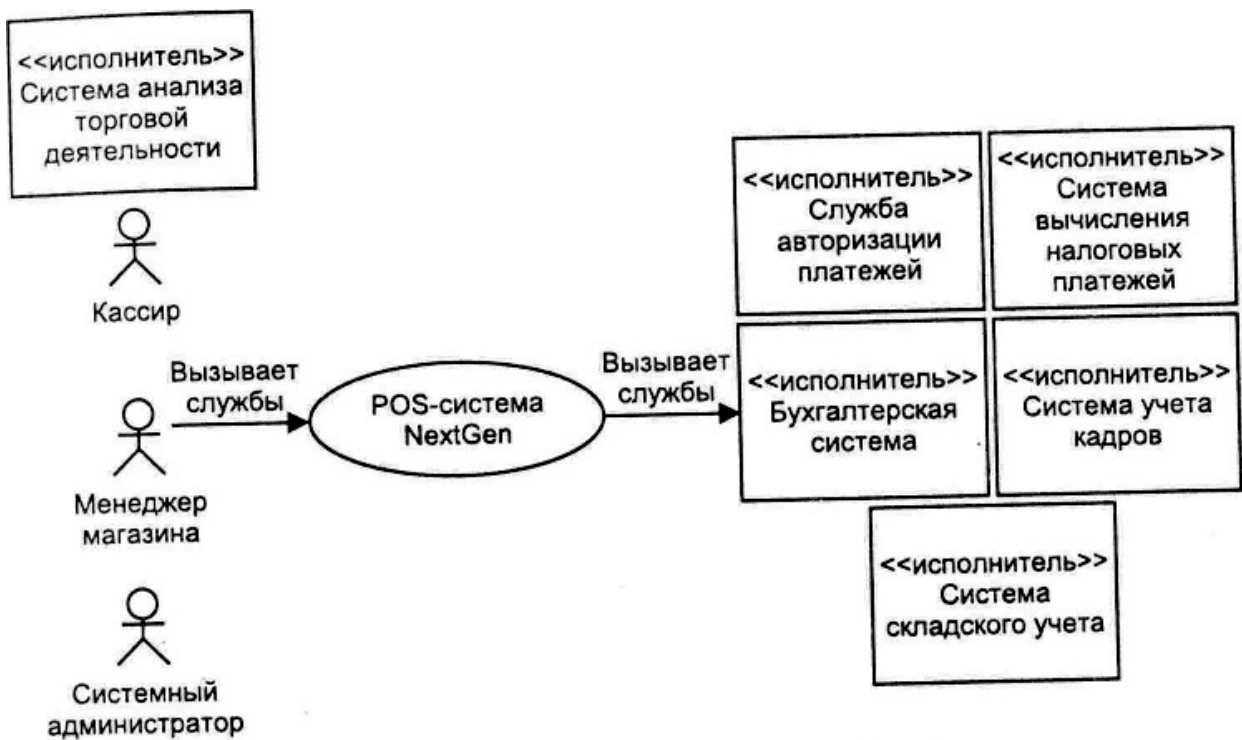 <<исполнитель>>
Система анализа
торговой
деятельности
Кассир
Вызывает
службы
Менеджер
магазина
Системный
администратор
POS-система
NextGen
Вызывает
службы
<<исполнитель>>
Служба
авторизации
платежей
<<исполнитель>>
Система
вычисления
налоговых
платежей
<<исполнитель>>
Бухгалтерская
система
<<исполнитель>>
Система учета
кадров
<<исполнитель>>
Система
складского учета